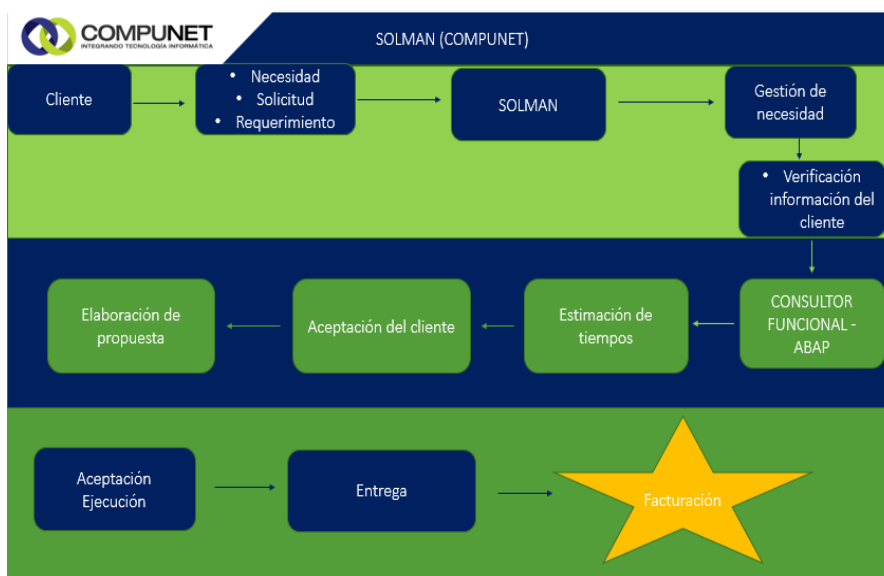 COMPUNET
INTEGRANDO TECNOLOGÍA INFORMÁTICA
SOLMAN (COMPUNET)
Cliente
• Necesidad
• Solicitud
• Requerimiento
SOLMAN
Gestión de
necesidad
• Verificación
información del
cliente
CONSULTOR
FUNCIONAL -
ABAP
Estimación de
tiempos
Aceptación del cliente
Elaboración de
propuesta
Aceptación
Ejecución
Entrega
Facturación